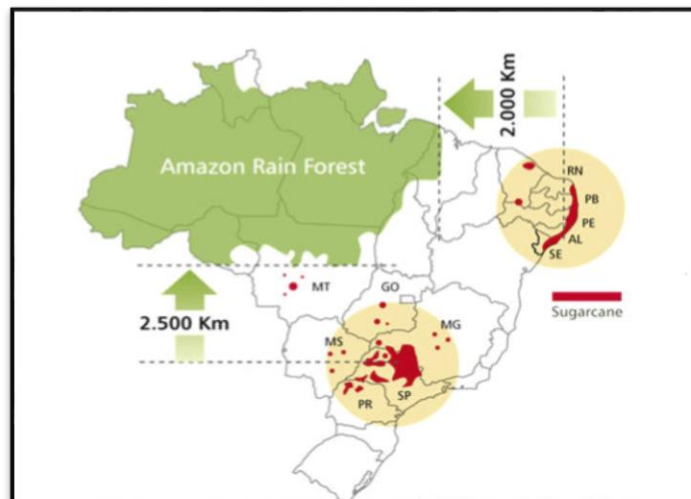 2.000 Km
Amazon Rain Forest
RN
PB
PE
AL
SE
Sugarcane
MT
GO
2.500 Km
MS
MG
PR
SP